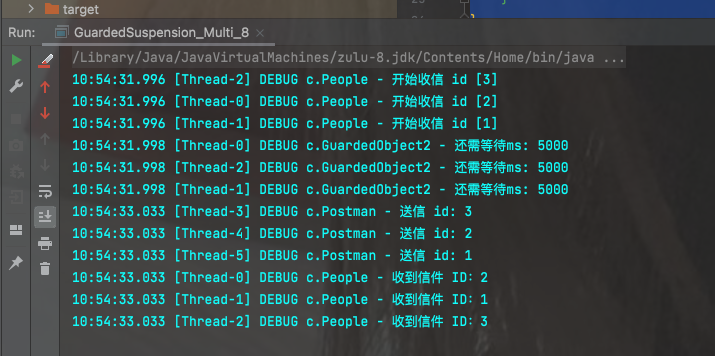 target
Run: GuardedSuspension_Multi_8 ×
/Library/Java/JavaVirtualMachines/zulu-8.jdk/Contents/Home/bin/java ...
10:54:31.996 [Thread-2] DEBUG c.People - 开始收信 id [3]
10:54:31.996 [Thread-0] DEBUG c.People - 开始收信 id [2]
10:54:31.996 [Thread-1] DEBUG c.People - 开始收信 id [1]
10:54:31.998 [Thread-0] DEBUG c.GuardedObject2 - 还需等待ms: 5000
10:54:31.998 [Thread-2] DEBUG c.GuardedObject2 - 还需等待ms: 5000
10:54:31.998 [Thread-1] DEBUG c.GuardedObject2 - 还需等待ms: 5000
10:54:33.033 [Thread-3] DEBUG c.Postman - 送信 id: 3
10:54:33.033 [Thread-4] DEBUG c.Postman - 送信 id: 2
10:54:33.033 [Thread-5] DEBUG c.Postman - 送信 id: 1
10:54:33.033 [Thread-0] DEBUG c.People - 收到信件 ID：2
10:54:33.033 [Thread-1] DEBUG c.People - 收到信件 ID：1
10:54:33.033 [Thread-2] DEBUG c.People - 收到信件 ID：3